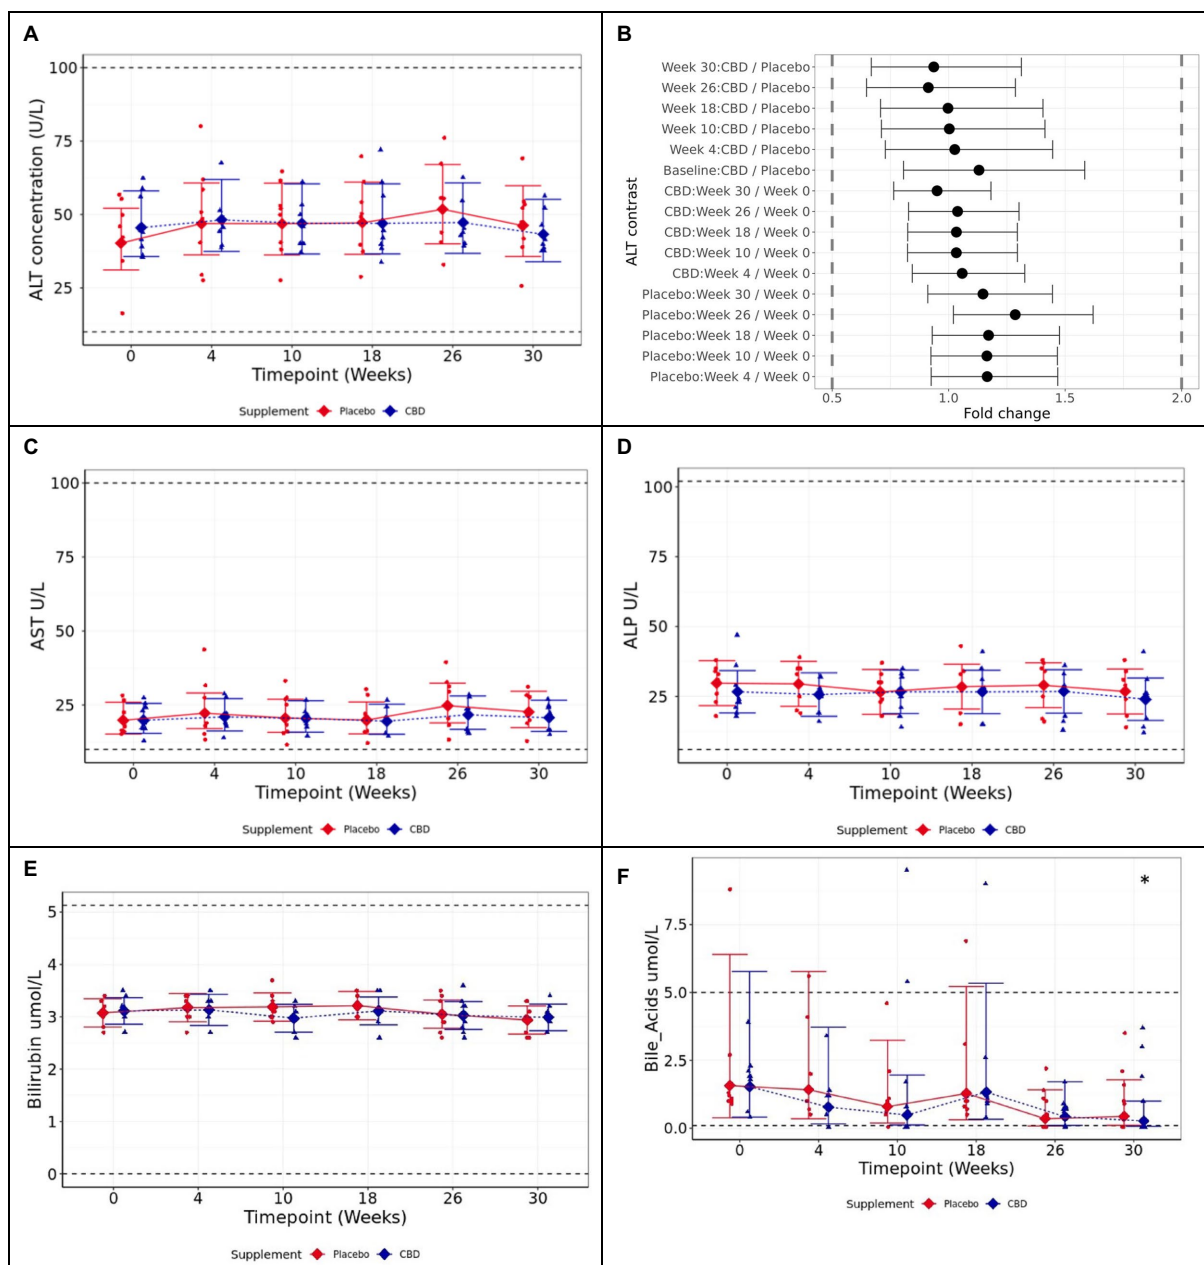 A
ALT concentration (U/L)
100
75
50
25
0 4 10 18 26 30
Timepoint (Weeks)
Supplement Placebo CBD
B
ALT contrast
Week 30:CBD / Placebo
Week 26:CBD / Placebo
Week 18:CBD / Placebo
Week 10:CBD / Placebo
Week 4:CBD / Placebo
Baseline:CBD / Placebo
CBD:Week 30 / Week 0
CBD:Week 26 / Week 0
CBD:Week 18 / Week 0
CBD:Week 10 / Week 0
CBD:Week 4 / Week 0
Placebo:Week 30 / Week 0
Placebo:Week 26 / Week 0
Placebo:Week 18 / Week 0
Placebo:Week 10 / Week 0
Placebo:Week 4 / Week 0
0.5 1.0 1.5 2.0
Fold change
C
AST U/L
100
75
50
25
0 4 10 18 26 30
Timepoint (Weeks)
Supplement Placebo CBD
D
ALP U/L
100
75
50
25
0 4 10 18 26 30
Timepoint (Weeks)
Supplement Placebo CBD
E
Bilirubin umol/L
5
4
3
2
1
0
0 4 10 18 26 30
Timepoint (Weeks)
Supplement Placebo CBD
F
*
Bile_Acids umol/L
7.5
5.0
2.5
0.0
0 4 10 18 26 30
Timepoint (Weeks)
Supplement Placebo CBD